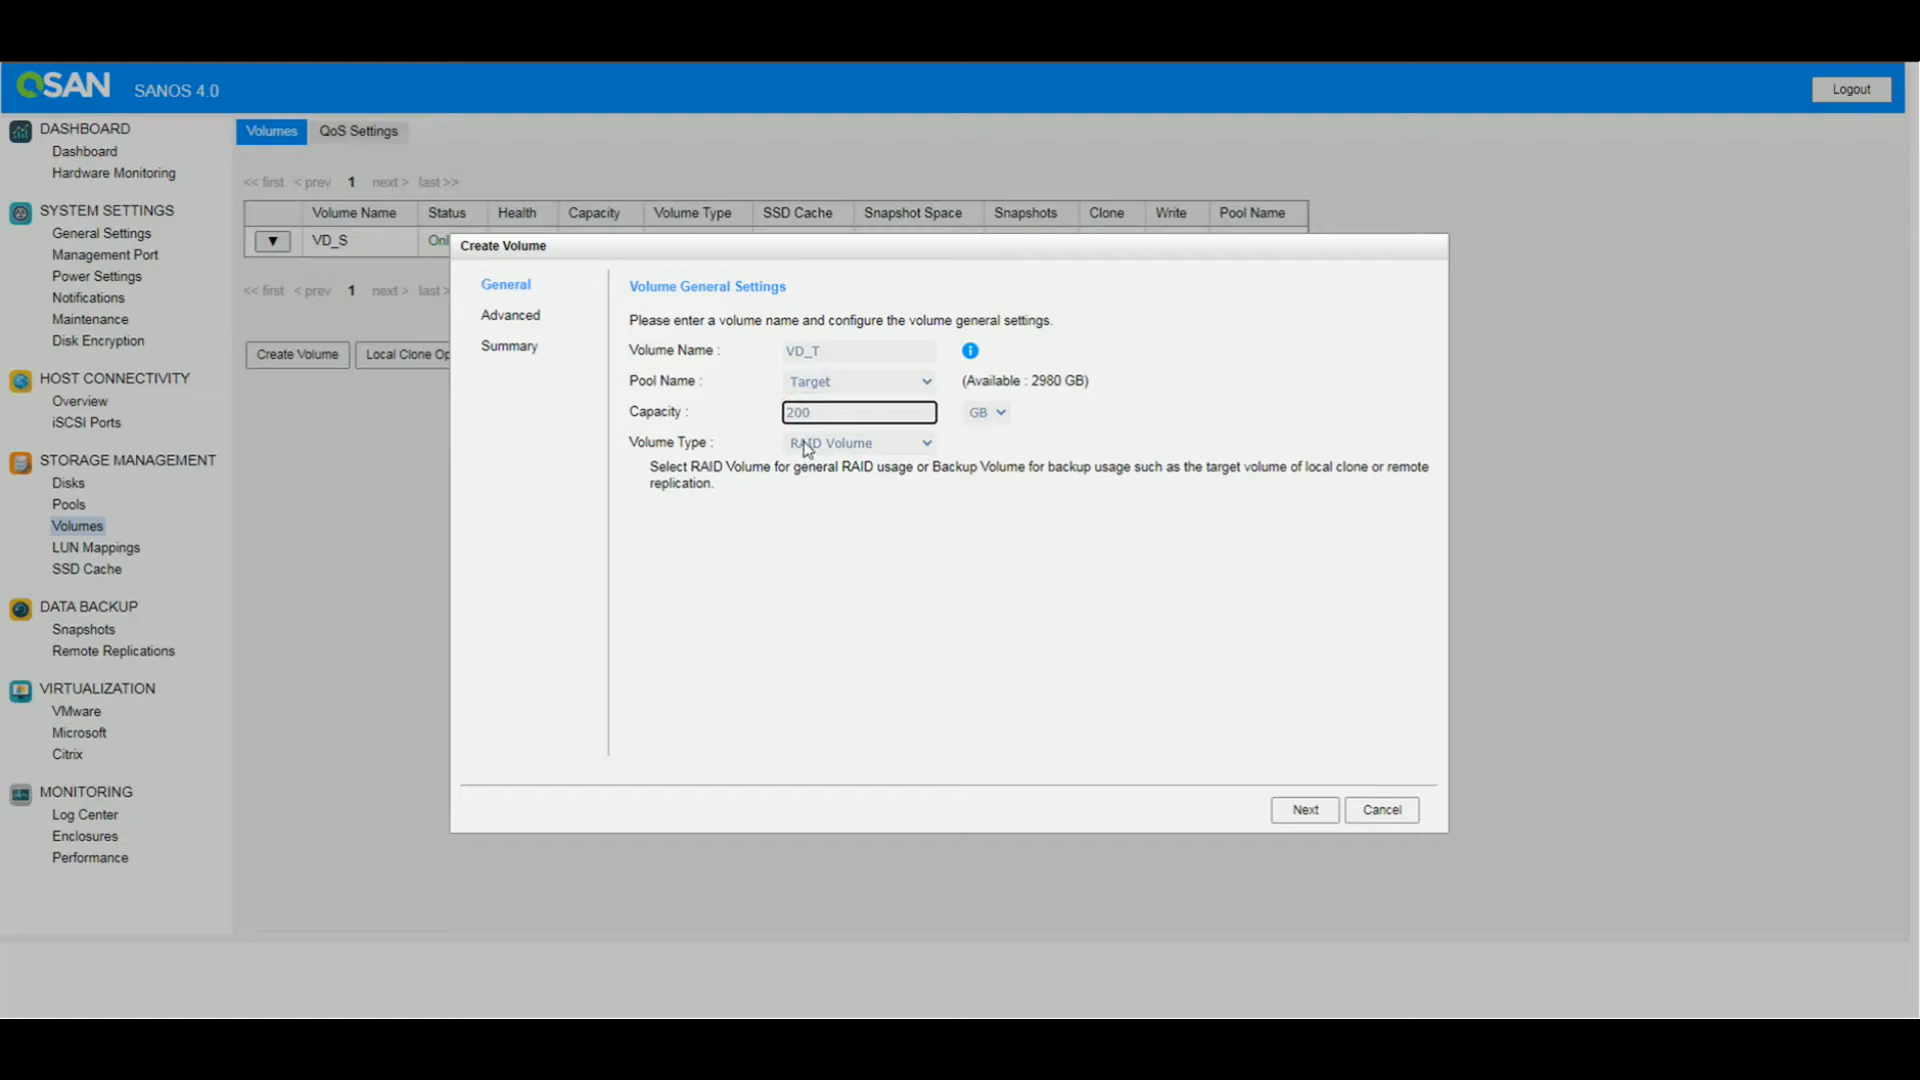 QSAN SANOS 4.0
Logout
DASHBOARD
Dashboard
Hardware Monitoring
SYSTEM SETTINGS
General Settings
Management Port
Power Settings
Notifications
Maintenance
Disk Encryption
HOST CONNECTIVITY
Overview
iSCSI Ports
STORAGE MANAGEMENT
Disks
Pools
Volumes
LUN Mappings
SSD Cache
DATA BACKUP
Snapshots
Remote Replications
VIRTUALIZATION
VMware
Microsoft
Citrix
MONITORING
Log Center
Enclosures
Performance
Volumes QoS Settings
<< first < prev 1 next > last >>
Volume Name Status Health Capacity Volume Type SSD Cache Snapshot Space Snapshots Clone Write Pool Name
▼ VD_S Onl
<< first < prev 1 next > last >
Create Volume Local Clone Op
Create Volume
General
Advanced
Summary
Volume General Settings
Please enter a volume name and configure the volume general settings.
Volume Name : VD_T
Pool Name : Target (Available : 2980 GB)
Capacity : 200 GB
Volume Type : RAID Volume
Select RAID Volume for general RAID usage or Backup Volume for backup usage such as the target volume of local clone or remote
replication.
Next Cancel